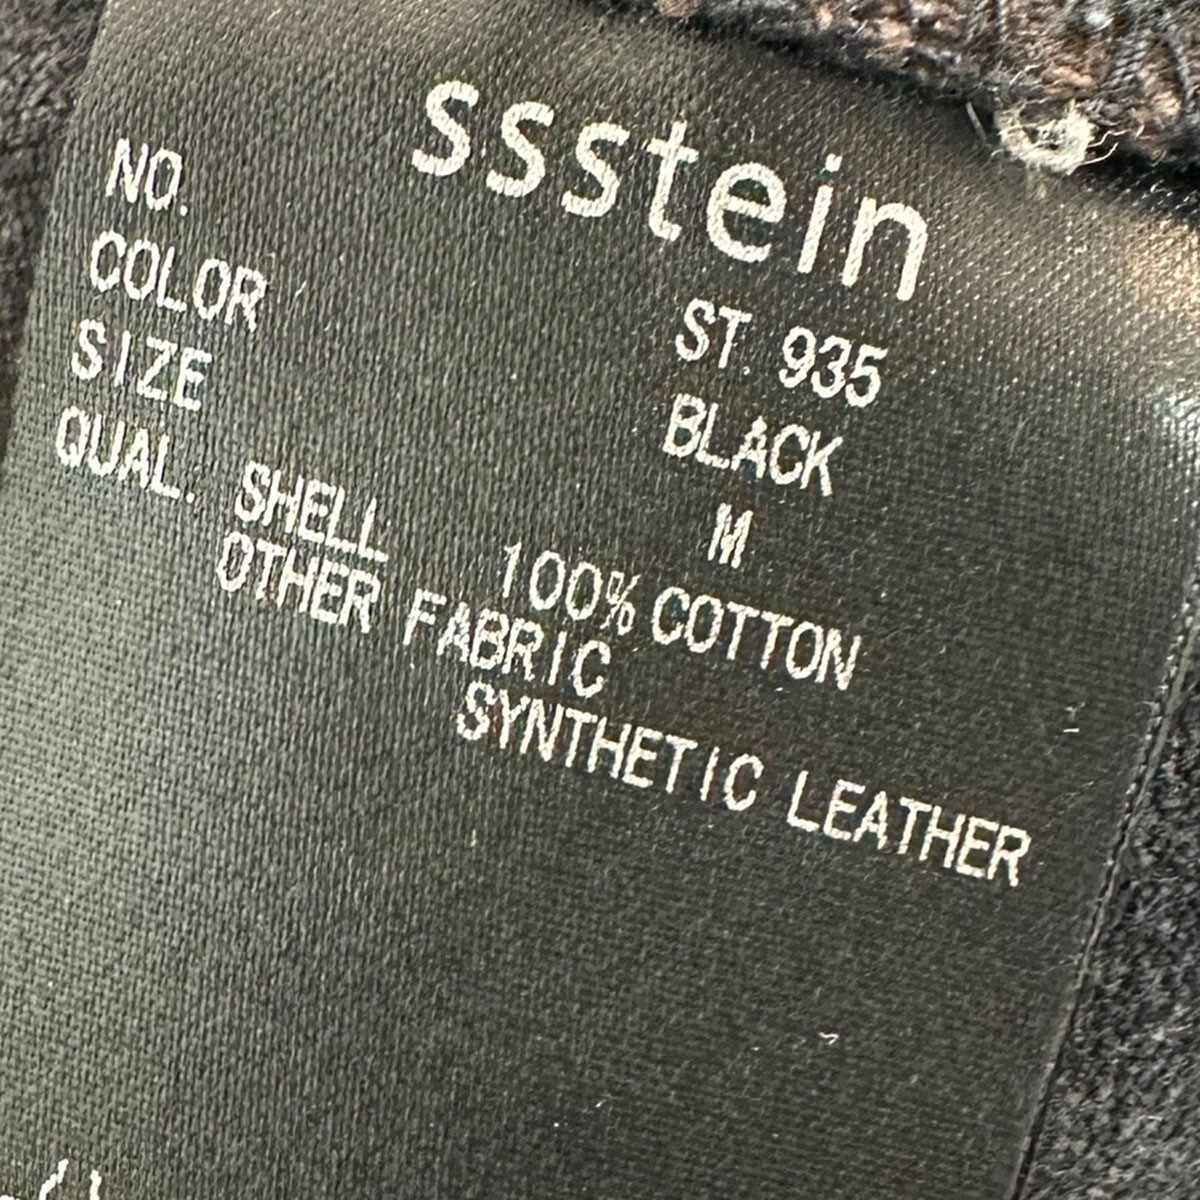 ssstein
NO. ST. 935
COLOR BLACK
SIZE M
QUAL. SHELL
100% COTTON
OTHER FABRIC
SYNTHETIC LEATHER